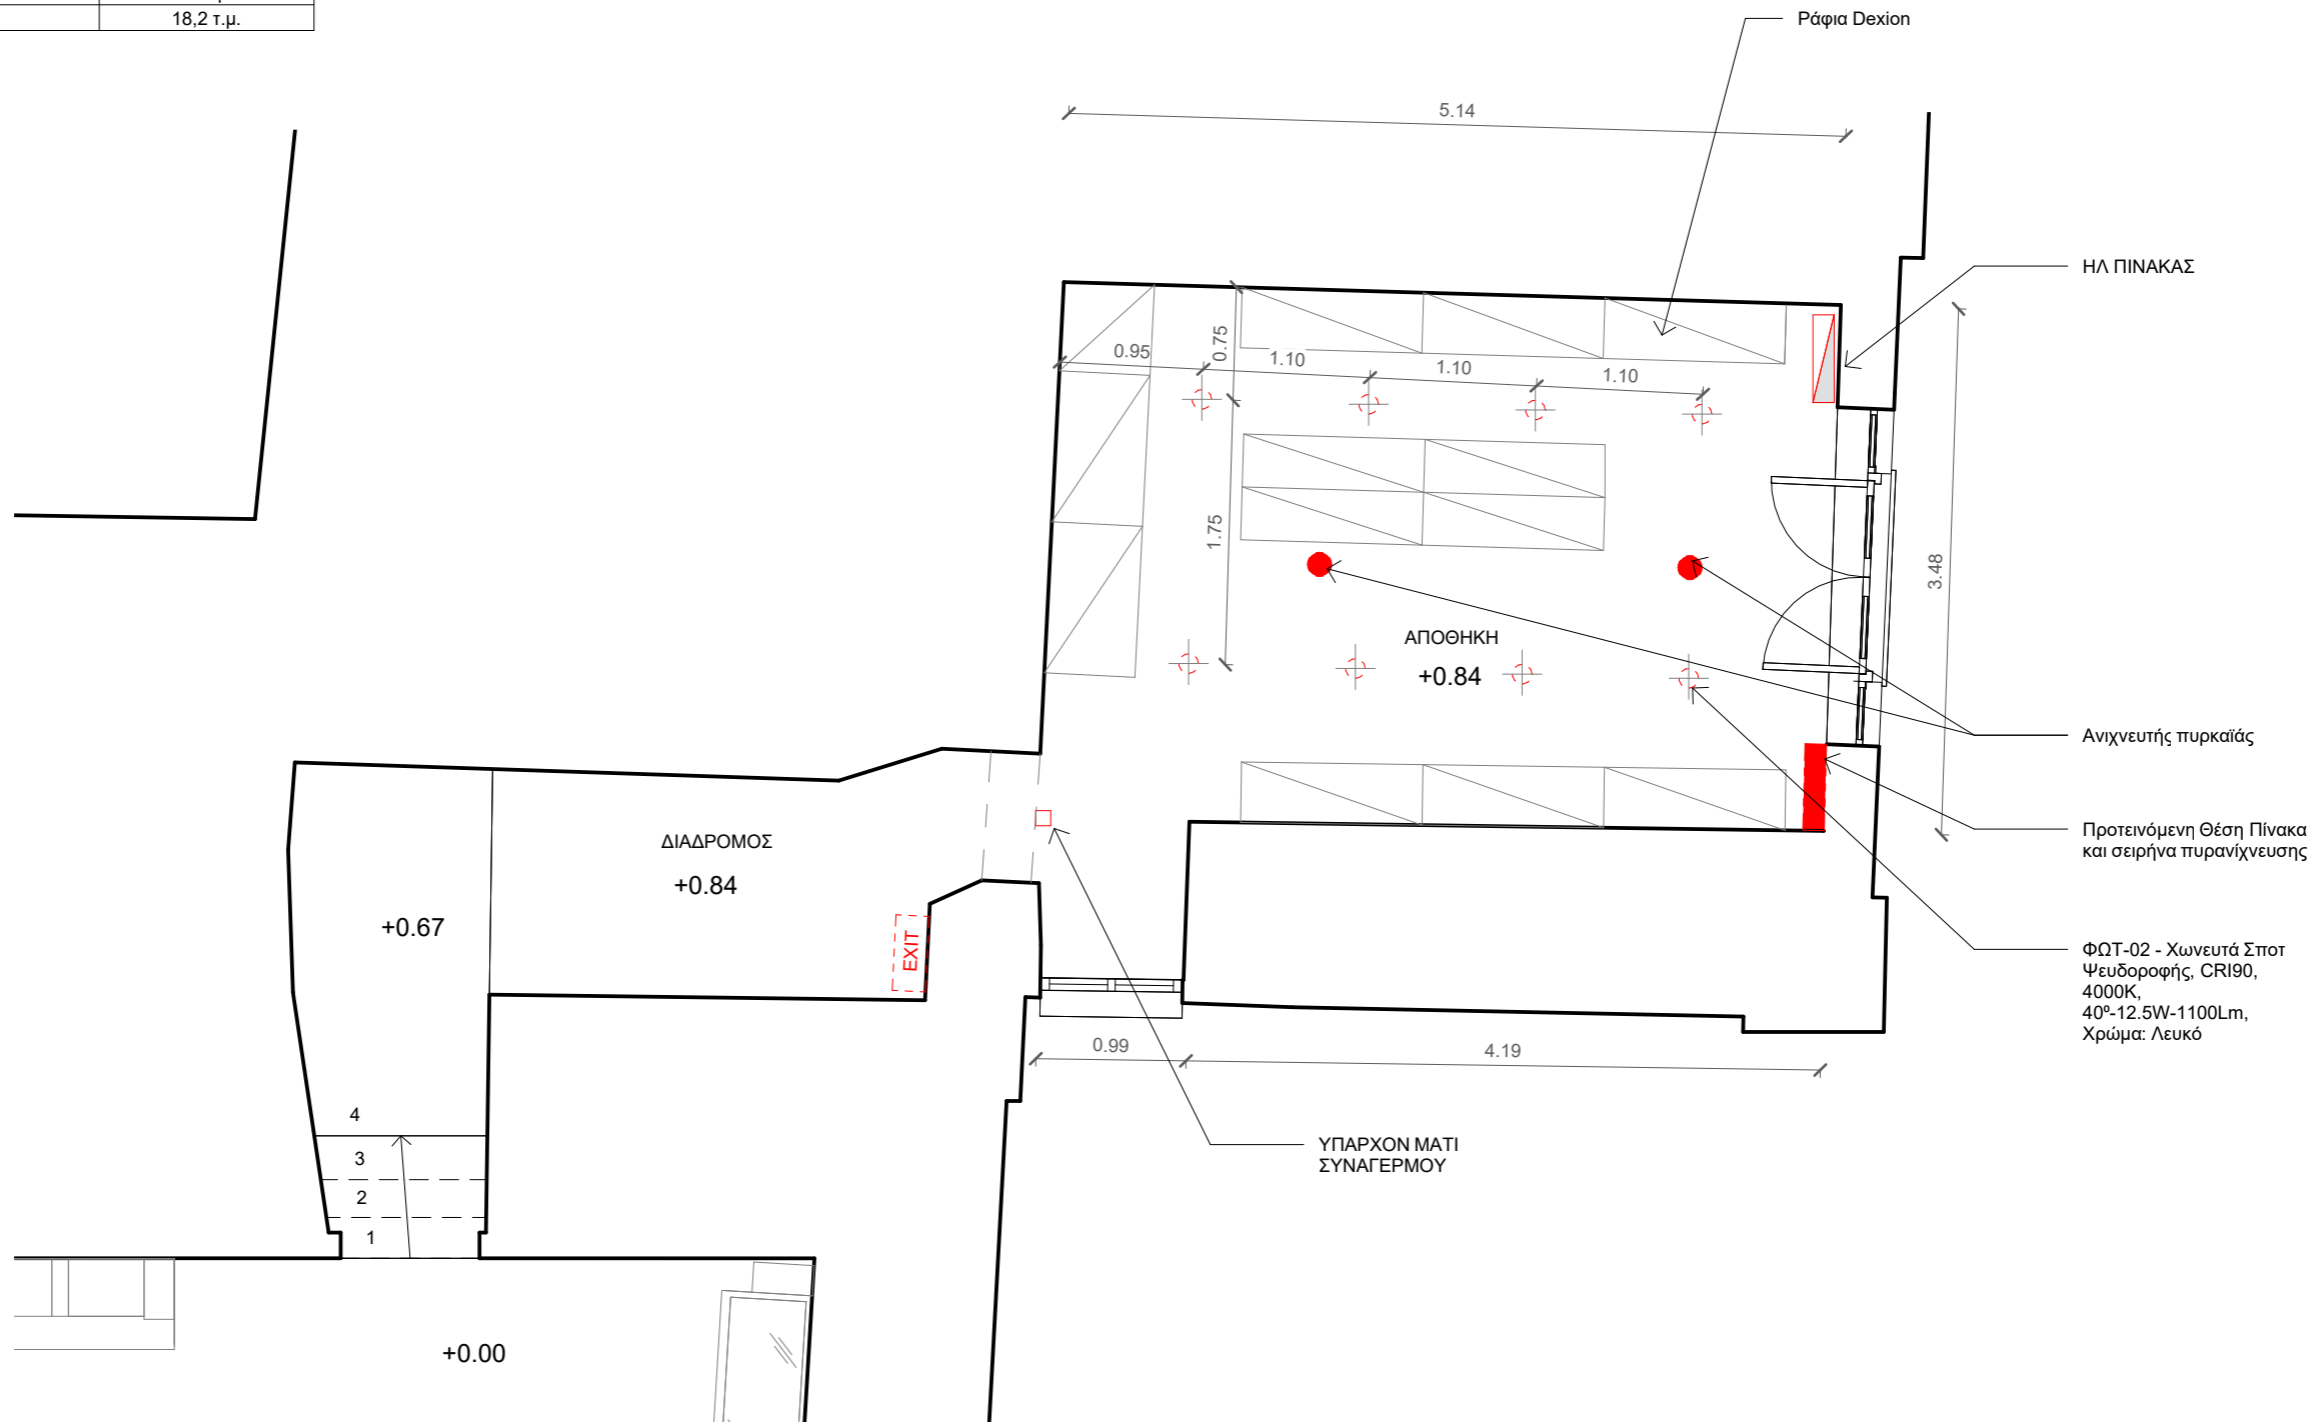 18,2 τ.μ.
Ράφια Dexion
5.14
ΗΛ ΠΙΝΑΚΑΣ
0.95
0.75
1.10
1.10
1.10
1.75
3.48
ΑΠΟΘΗΚΗ
+0.84
Ανιχνευτής πυρκαϊάς
ΔΙΑΔΡΟΜΟΣ
+0.84
Προτεινόμενη Θέση Πίνακα
και σειρήνα πυρανίχνευσης
+0.67
EXIT
ΦΩΤ-02 - Χωνευτά Σποτ
Ψευδοροφής, CRI90,
4000K,
40º-12.5W-1100Lm,
Χρώμα: Λευκό
0.99
4.19
4
3
2
1
ΥΠΑΡΧΟΝ ΜΑΤΙ
ΣΥΝΑΓΕΡΜΟΥ
+0.00